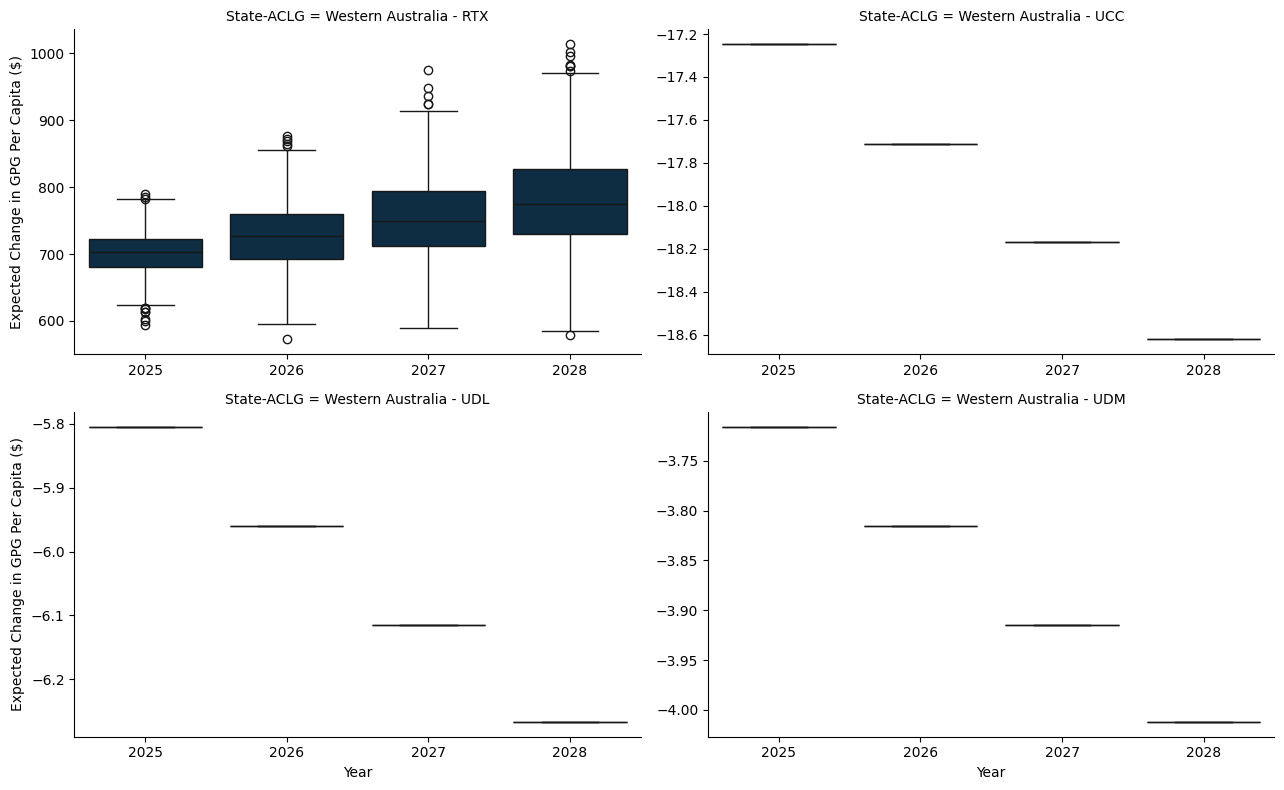 State-ACLG = Western Australia - RTX
Expected Change in GPG Per Capita ($)
1000
900
800
700
600
2025 2026 2027 2028
State-ACLG = Western Australia - UCC
−17.2
−17.4
−17.6
−17.8
−18.0
−18.2
−18.4
−18.6
2025 2026 2027 2028
State-ACLG = Western Australia - UDL
Expected Change in GPG Per Capita ($)
−5.8
−5.9
−6.0
−6.1
−6.2
2025 2026 2027 2028
Year
State-ACLG = Western Australia - UDM
−3.75
−3.80
−3.85
−3.90
−3.95
−4.00
2025 2026 2027 2028
Year